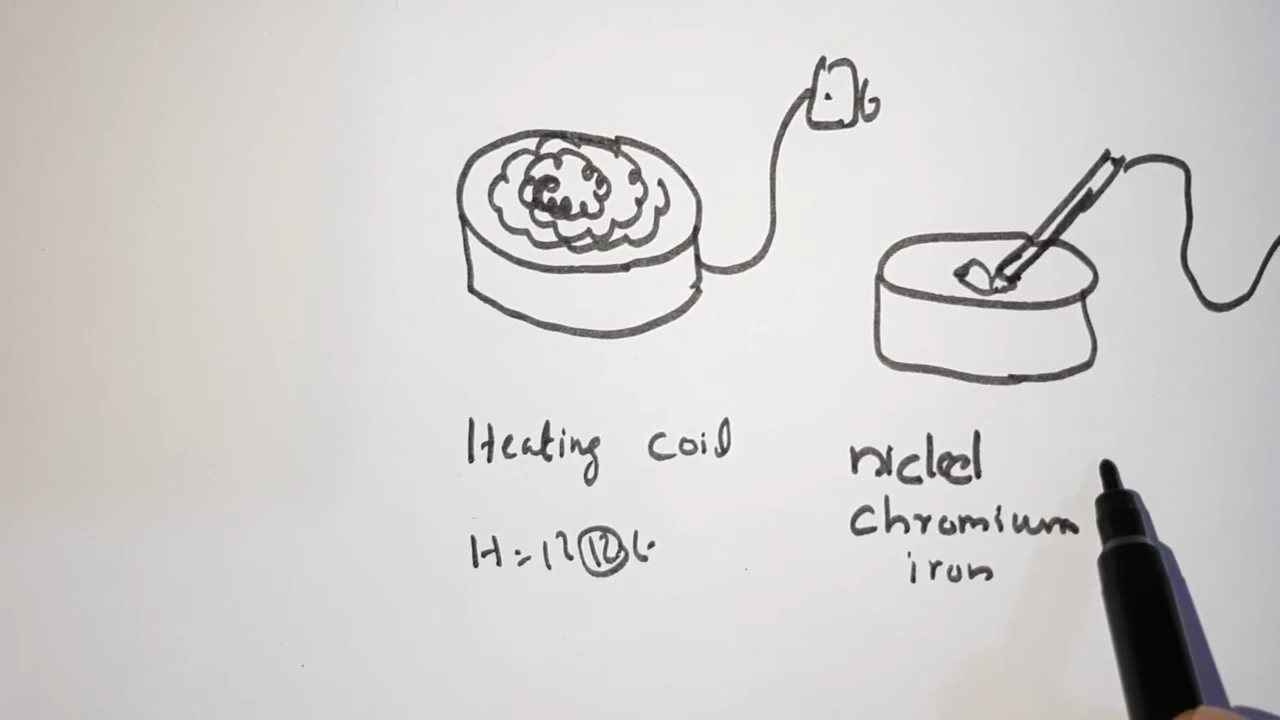 Heating coil
nickel
chromium
iron